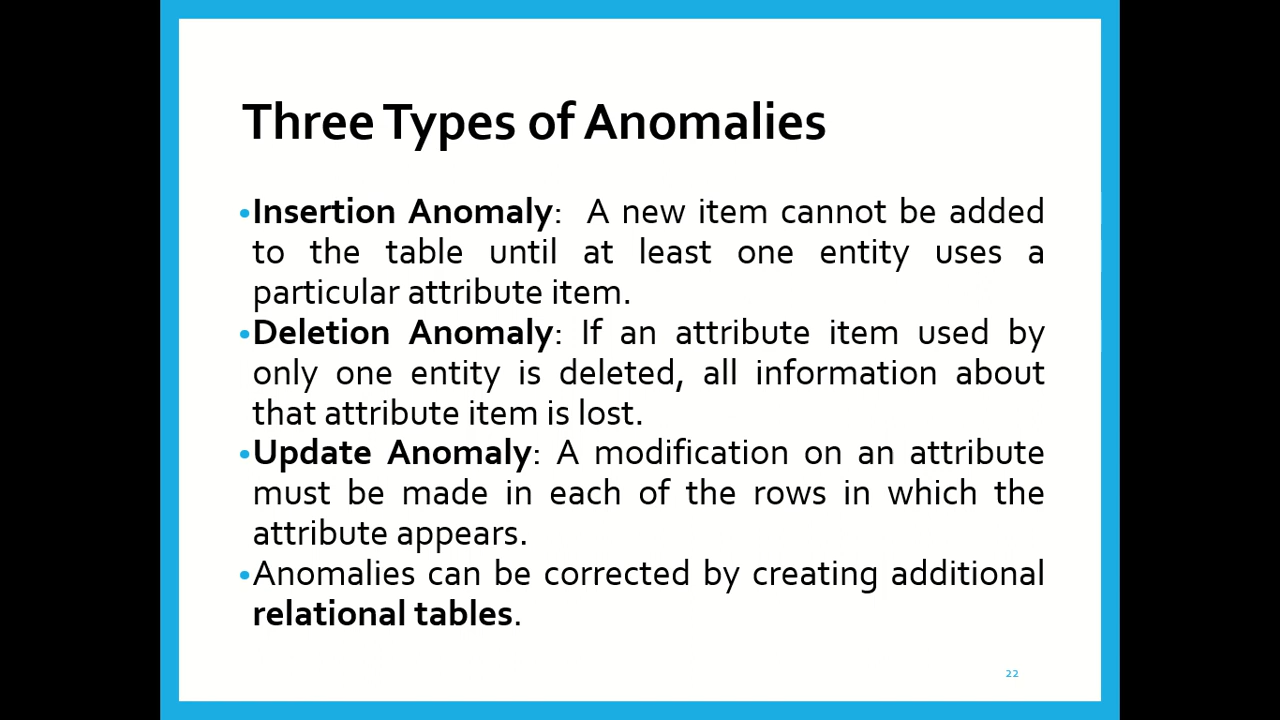 Three Types of Anomalies
•Insertion Anomaly: A new item cannot be added
to the table until at least one entity uses a
particular attribute item.
•Deletion Anomaly: If an attribute item used by
only one entity is deleted, all information about
that attribute item is lost.
•Update Anomaly: A modification on an attribute
must be made in each of the rows in which the
attribute appears.
•Anomalies can be corrected by creating additional
relational tables.
22